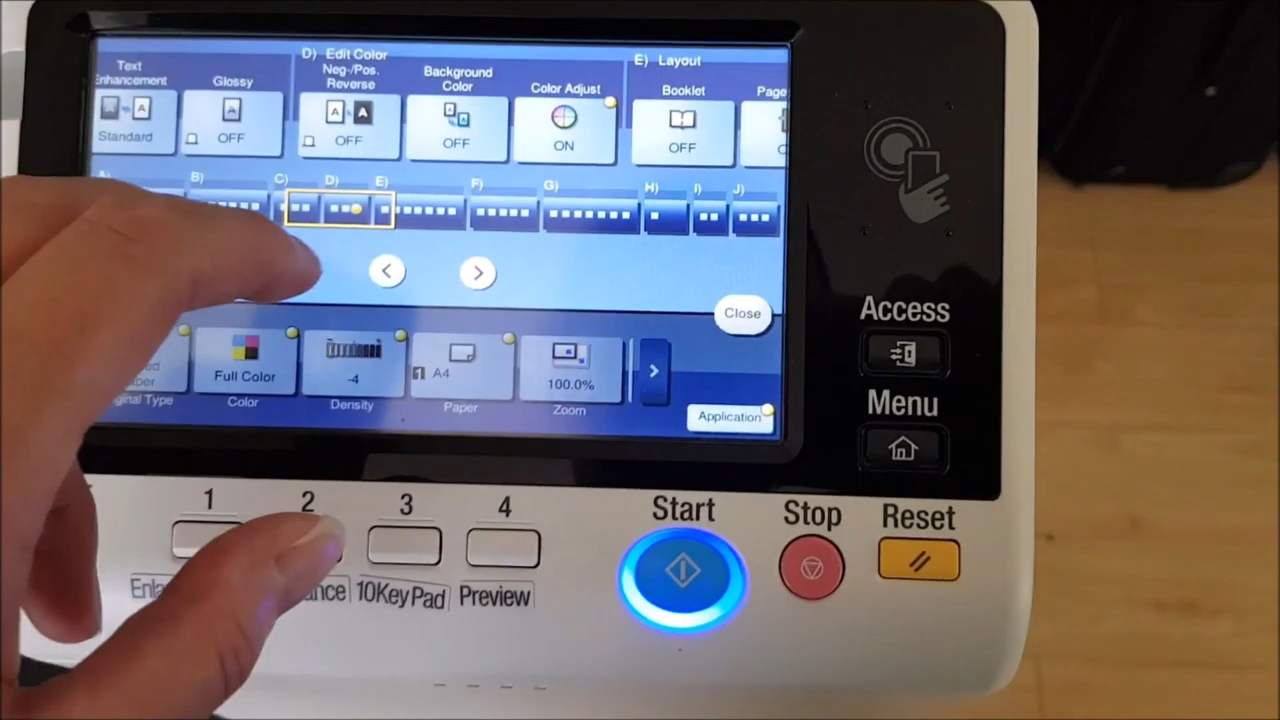 D) Edit Color
E) Layout
Text
Enhancement
Glossy
Neg-/Pos.
Reverse
Background
Color
Color Adjust
Booklet
Page
Standard
OFF
OFF
OFF
ON
OFF
A)
B)
C)
D)
E)
F)
G)
H)
I)
J)
Close
Full Color
-4
1 A4
100.0%
Type
Color
Density
Paper
Zoom
Application
Access
Menu
1
2
3
4
Start
Stop
Reset
10KeyPad
Preview